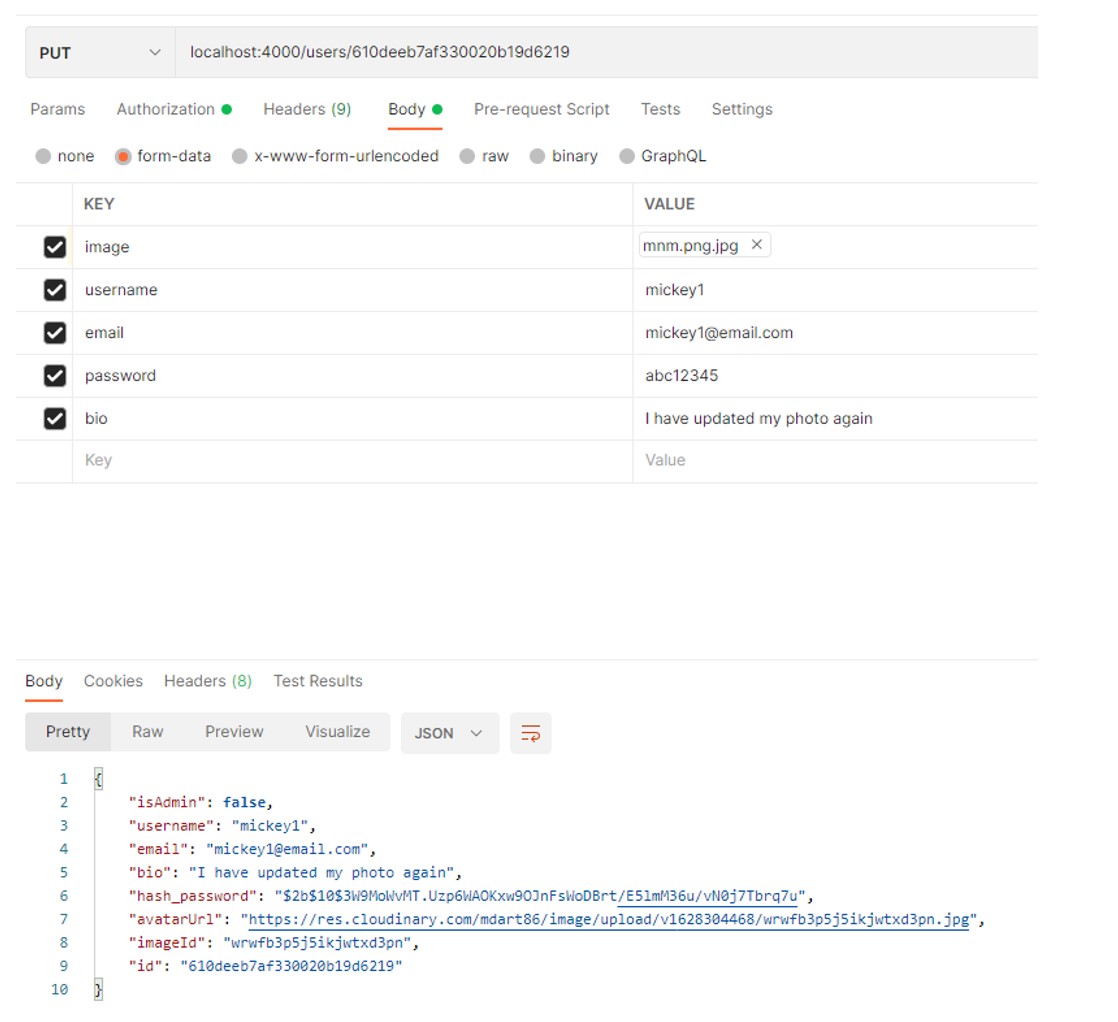 PUT localhost:4000/users/610deeb7af330020b19d6219
Params Authorization Headers (9) Body Pre-request Script Tests Settings
none form-data x-www-form-urlencoded raw binary GraphQL
KEY VALUE
image mnm.png.jpg ×
username mickey1
email mickey1@email.com
password abc12345
bio I have updated my photo again
Key Value
Body Cookies Headers (8) Test Results
Pretty Raw Preview Visualize JSON
1 {
2 "isAdmin": false,
3 "username": "mickey1",
4 "email": "mickey1@email.com",
5 "bio": "I have updated my photo again",
6 "hash_password": "$2b$10$3W9MoWvMT.Uzp6WAOKxw9OJnFsWoDBrt/E5lmM36u/vN0j7Tbrq7u",
7 "avatarUrl": "https://res.cloudinary.com/mdart86/image/upload/v1628304468/wrwfb3p5j5ikjwtxd3pn.jpg",
8 "imageId": "wrwfb3p5j5ikjwtxd3pn",
9 "id": "610deeb7af330020b19d6219"
10 }